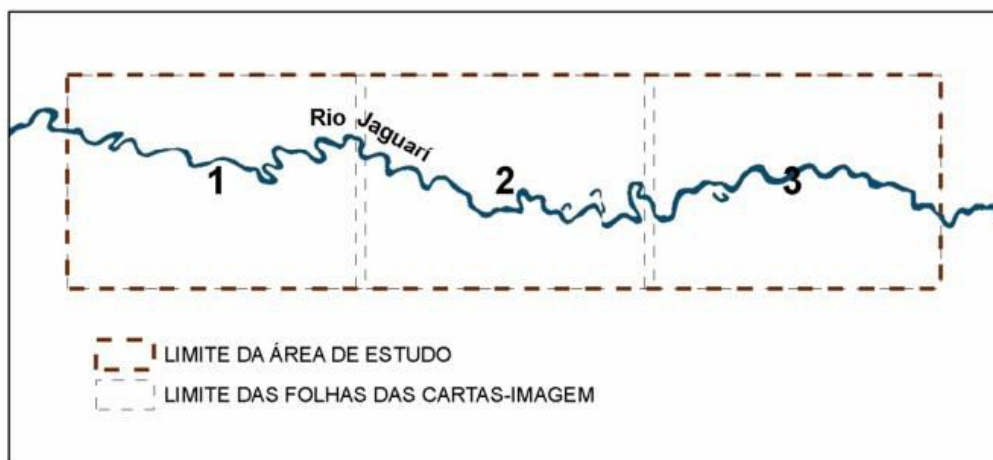 Rio Jaguarí
1
2
3
LIMITE DA ÁREA DE ESTUDO
LIMITE DAS FOLHAS DAS CARTAS-IMAGEM